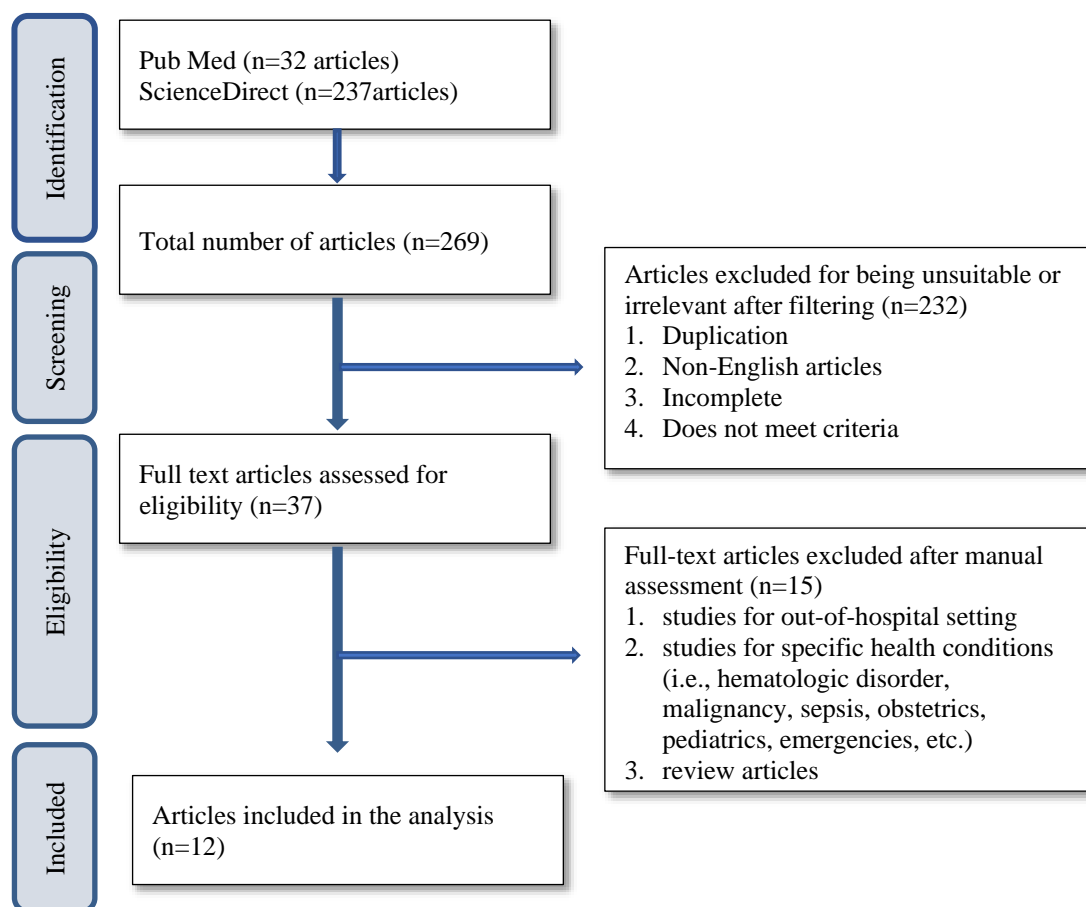 Identification
Pub Med (n=32 articles)
ScienceDirect (n=237articles)
Total number of articles (n=269)
Screening
Articles excluded for being unsuitable or
irrelevant after filtering (n=232)
1. Duplication
2. Non-English articles
3. Incomplete
4. Does not meet criteria
Eligibility
Full text articles assessed for
eligibility (n=37)
Full-text articles excluded after manual
assessment (n=15)
1. studies for out-of-hospital setting
2. studies for specific health conditions
(i.e., hematologic disorder,
malignancy, sepsis, obstetrics,
pediatrics, emergencies, etc.)
3. review articles
Included
Articles included in the analysis
(n=12)